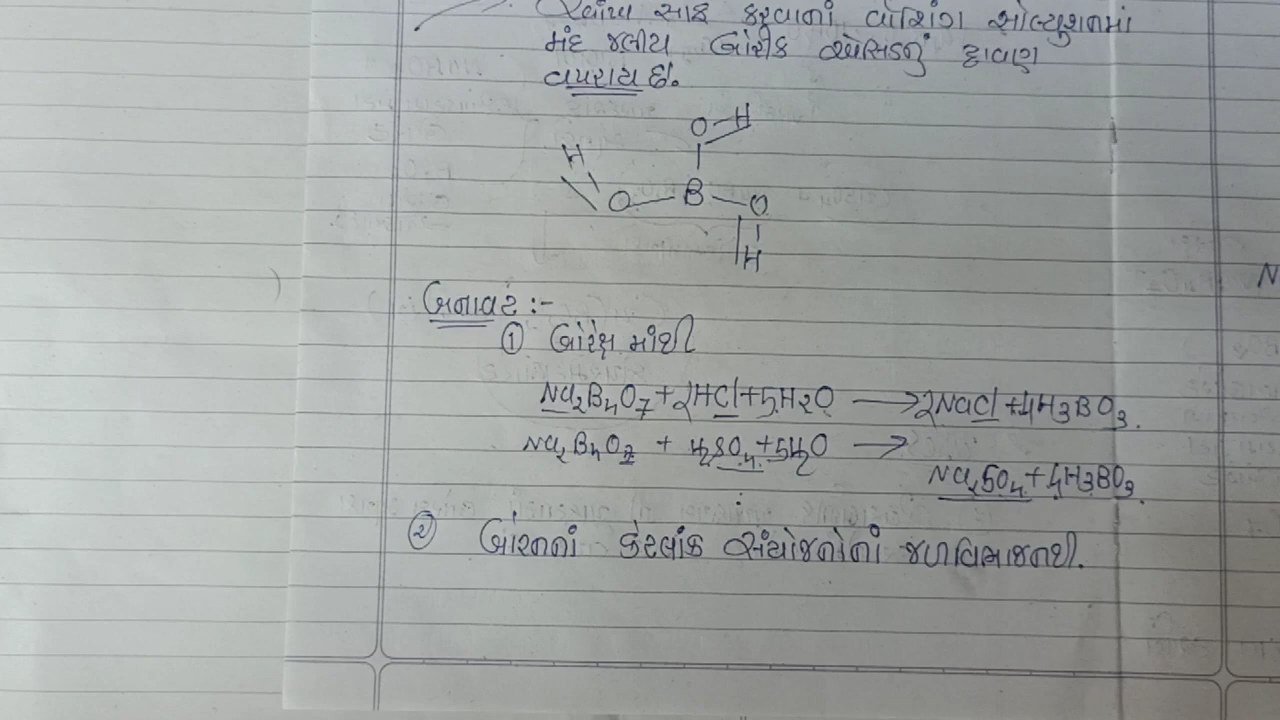 સાફ કરવાનાં વોશિંગ સોલ્યુશનમાં
મંદ જલીય બોરીક એસિડનું દ્રાવણ
વપરાય છે.
O-H
H
O-B-O
H
બનાવટ :-
① બોરેક્ષ માંથી
Na₂B₄O₇+2HCl+5H₂O ⟶ 2NaCl+4H₃BO₃.
Na₂B₄O₇ + H₂SO₄+5H₂O ⟶
Na₂SO₄+4H₃BO₃.
② બોરોનનાં કેટલાંક સંયોજનોનાં જળવિભાજનથી.
N